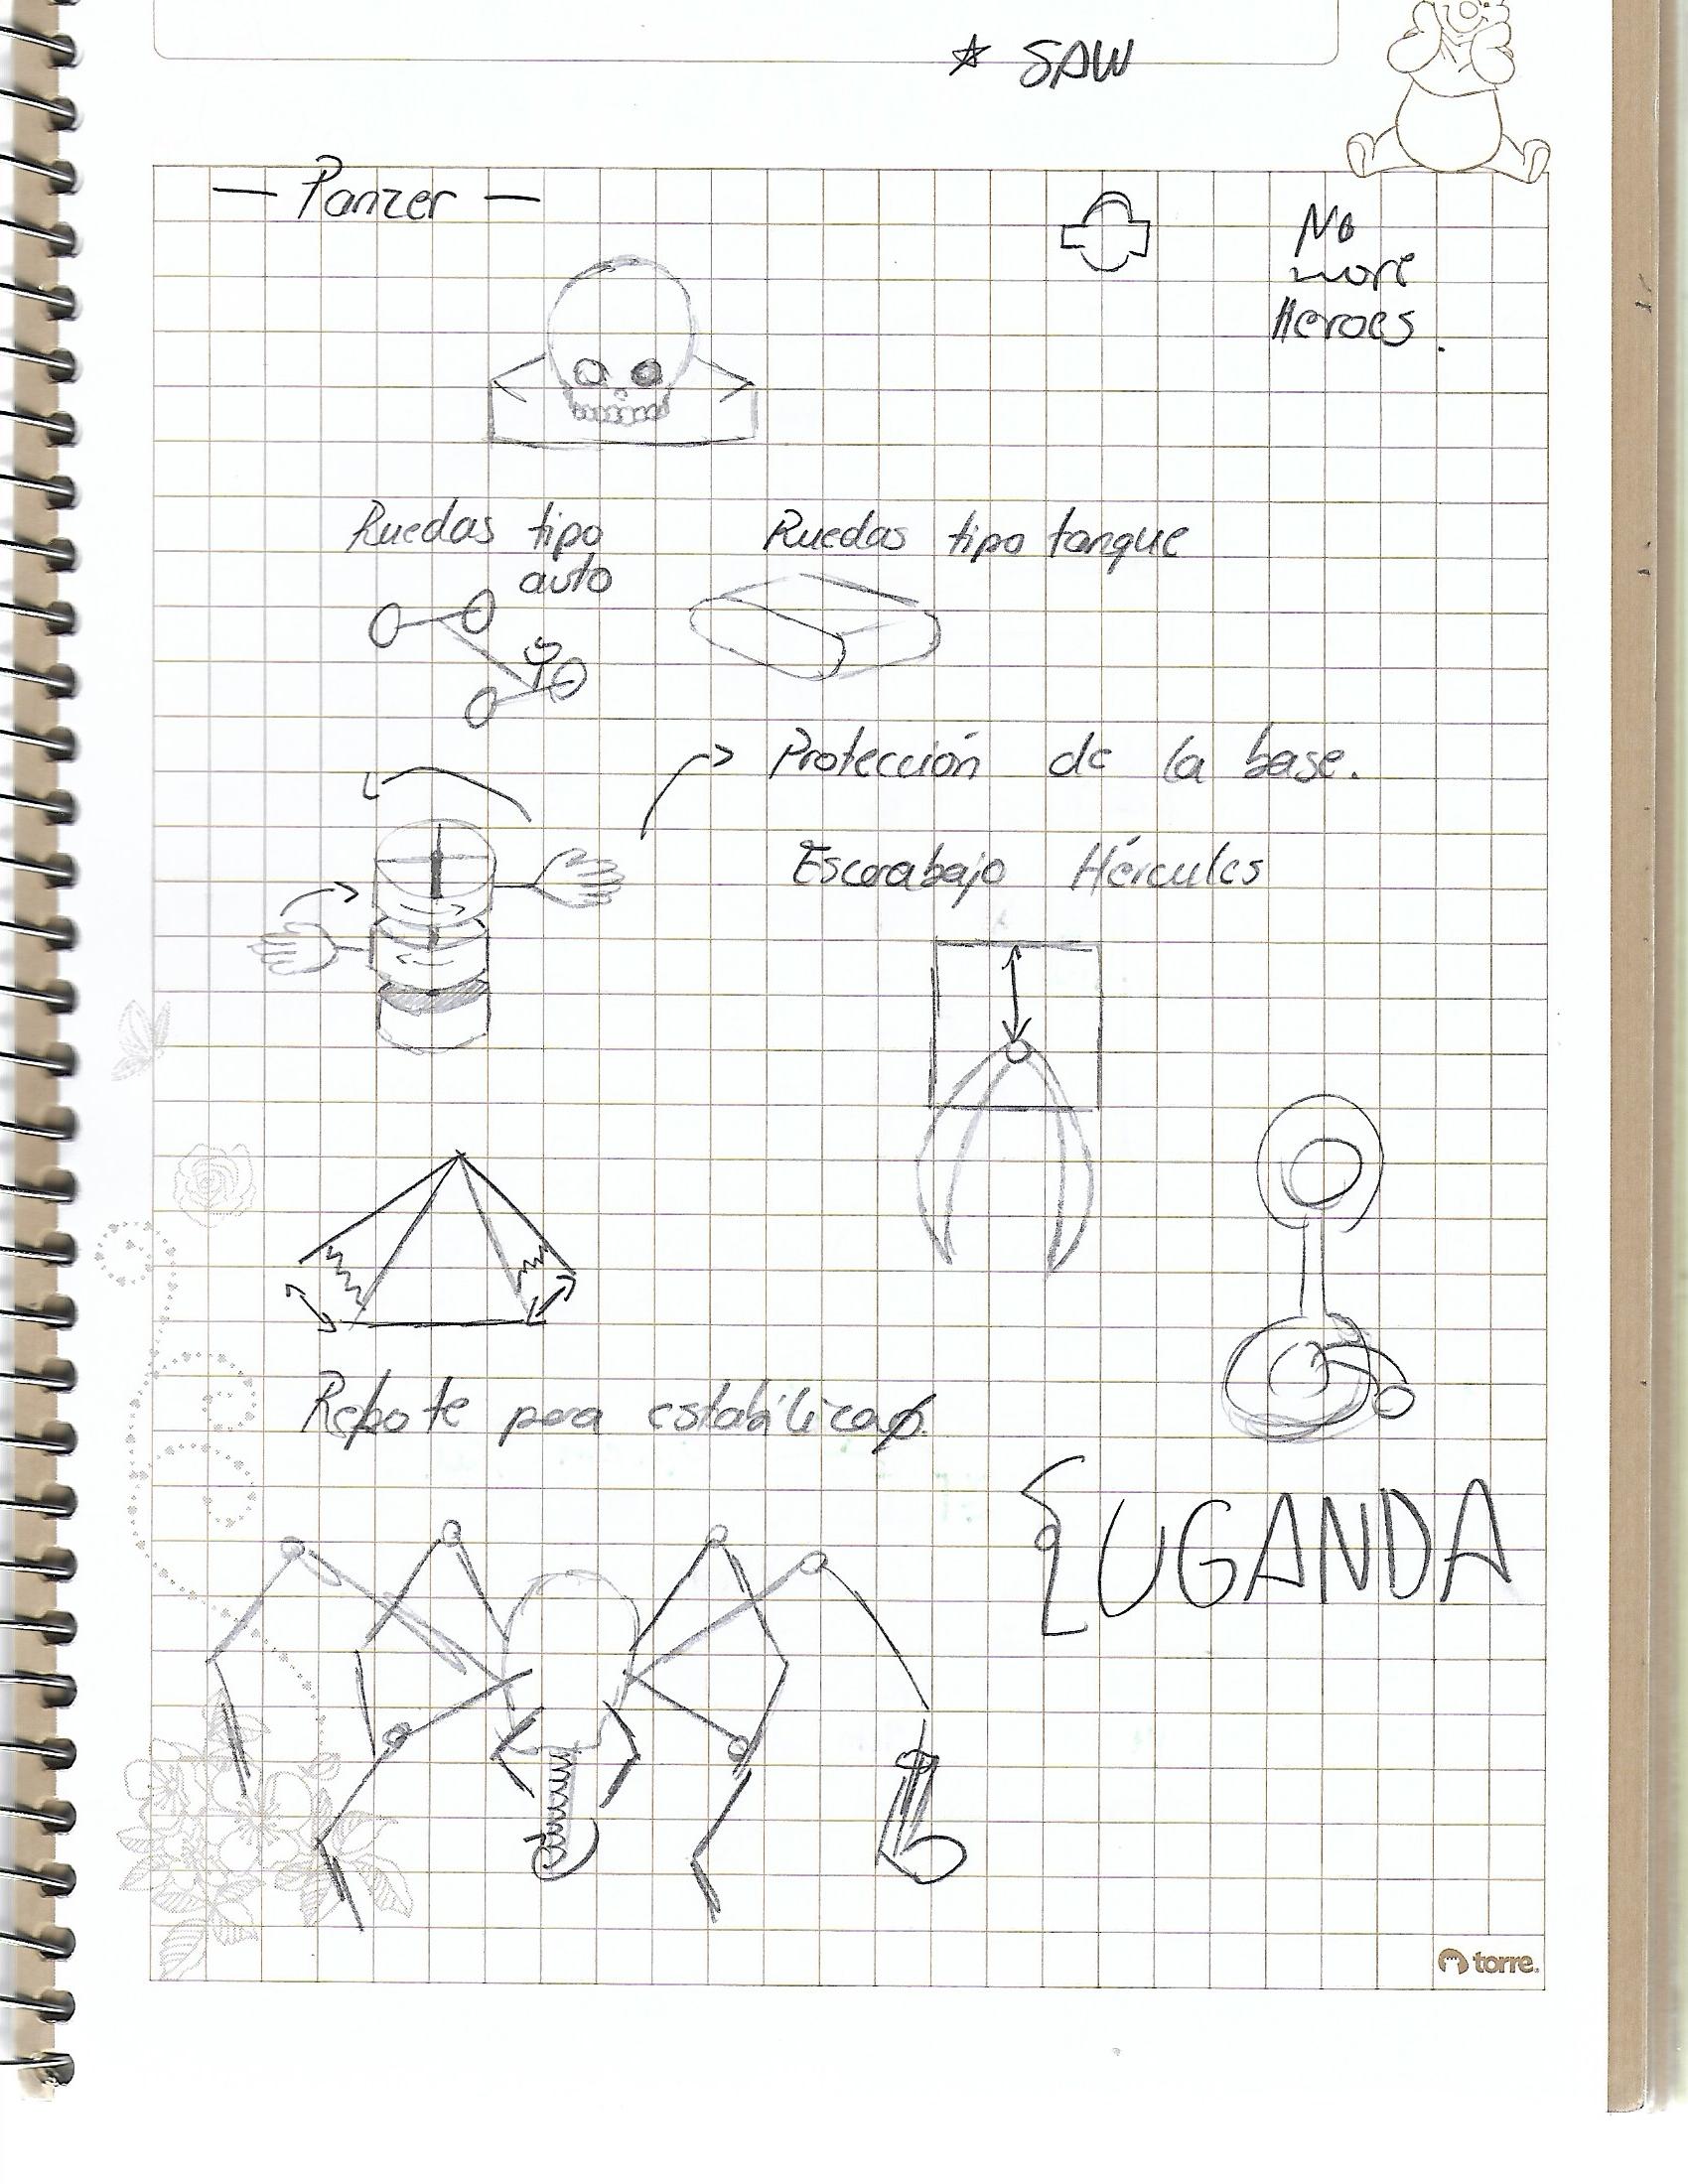 ☆ SAW
— Panzer —
No
more
Heroes.
Ruedas tipo
auto
Ruedas tipo tanque
Protección de la base.
Escarabajo Hércules
Rebote para estabilizar.
UGANDA
torre.